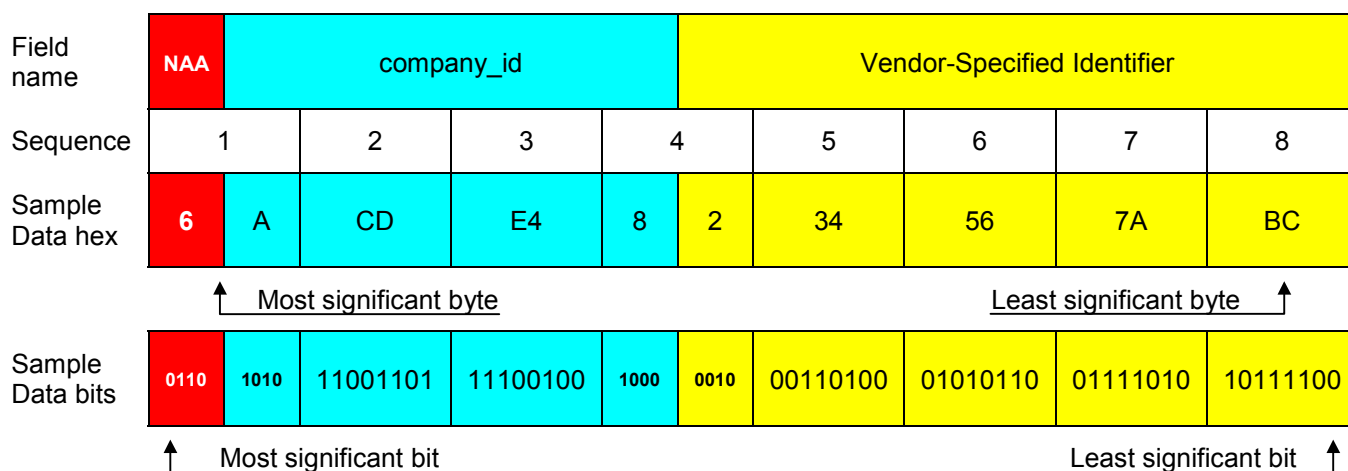 Field name NAA company_id Vendor-Specified Identifier
Sequence 1 2 3 4 5 6 7 8
Sample Data hex 6 A CD E4 8 2 34 56 7A BC
Most significant byte Least significant byte
Sample Data bits 0110 1010 11001101 11100100 1000 0010 00110100 01010110 01111010 10111100
Most significant bit Least significant bit